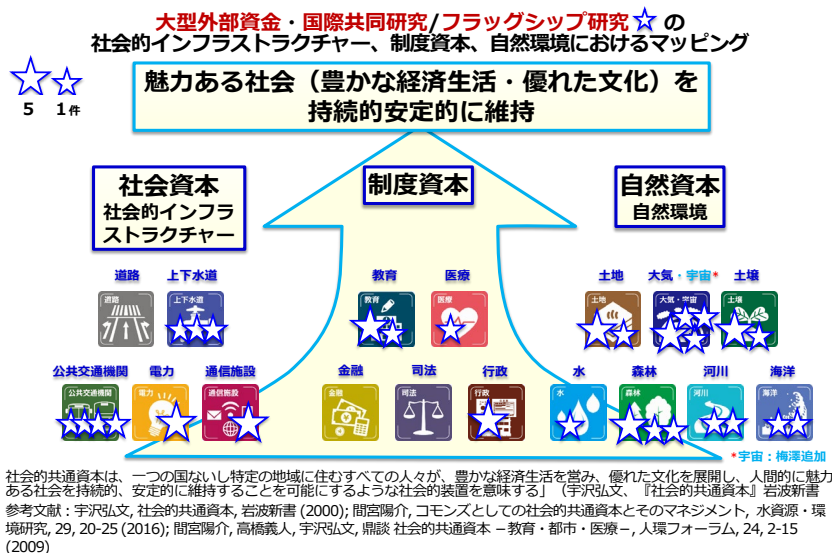 大型外部資金・国際共同研究/フラッグシップ研究☆の
社会的インフラストラクチャー、制度資本、自然環境におけるマッピング
5 1件
魅力ある社会（豊かな経済生活・優れた文化）を
持続的安定的に維持
社会資本
社会的インフラ
ストラクチャー
制度資本
自然資本
自然環境
道路 上下水道
道路 上下水道
教育 医療
教育 医療
土地 大気・宇宙* 土壌
土地 大気・宇宙 土壌
公共交通機関 電力 通信施設
公共交通機関 電力 通信施設
金融 司法 行政
金融 司法 行政
水 森林 河川 海洋
水 森林 河川 海洋
*宇宙：梅澤追加
社会的共通資本は、一つの国ないし特定の地域に住むすべての人々が、豊かな経済生活を営み、優れた文化を展開し、人間的に魅力
ある社会を持続的、安定的に維持することを可能にするような社会的装置を意味する」（宇沢弘文、『社会的共通資本』岩波新書
参考文献：宇沢弘文, 社会的共通資本, 岩波新書 (2000); 間宮陽介, コモンズとしての社会的共通資本とそのマネジメント, 水資源・環
境研究, 29, 20-25 (2016); 間宮陽介, 高橋義人, 宇沢弘文, 鼎談 社会的共通資本 －教育・都市・医療－, 人環フォーラム, 24, 2-15
(2009)